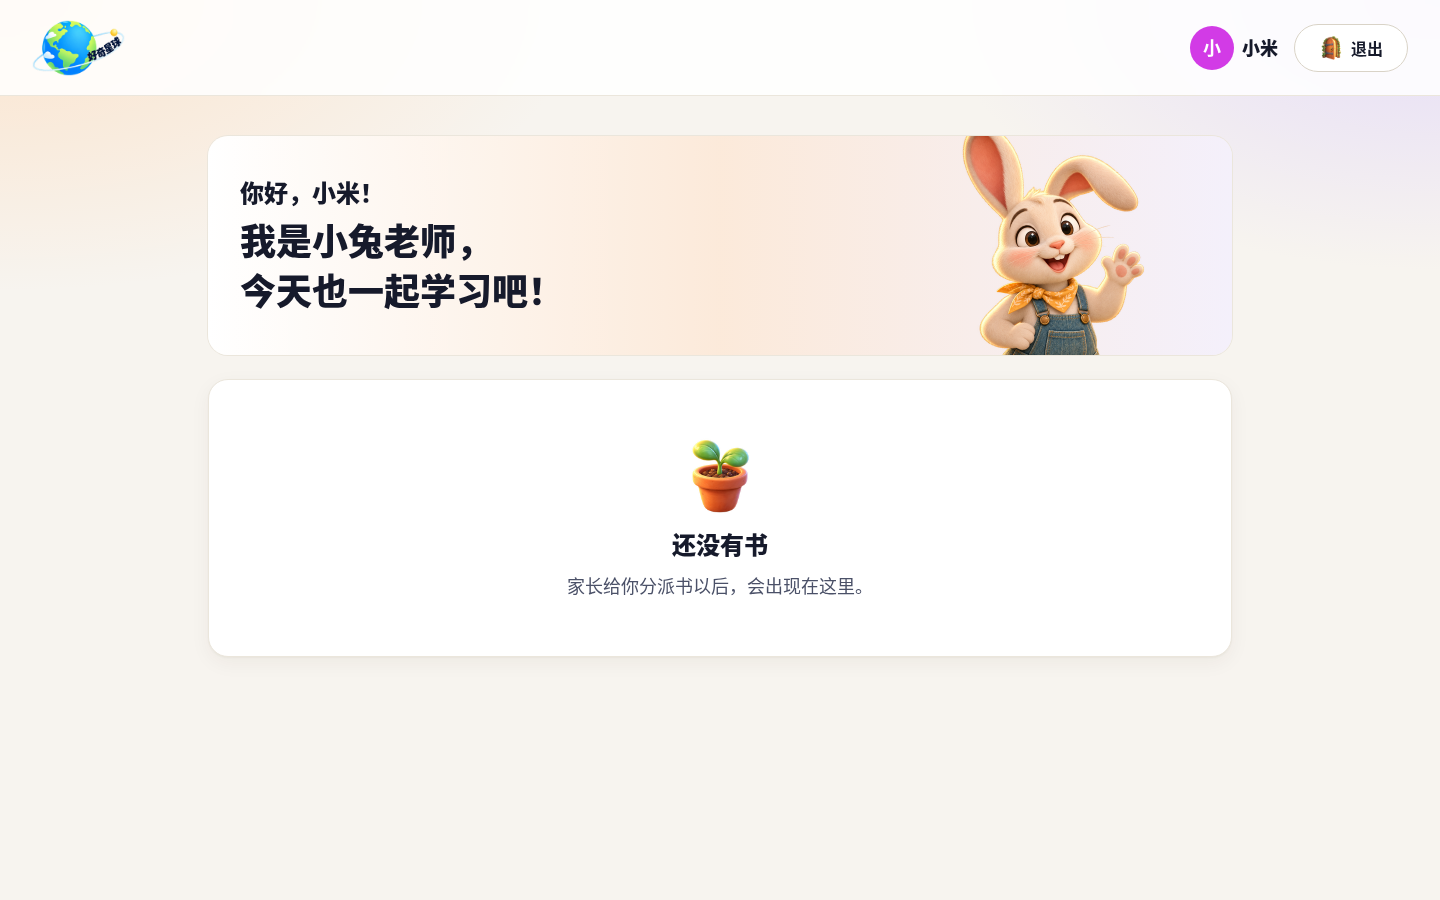 好奇星球
小
小米
退出
你好，小米！
我是小兔老师，
今天也一起学习吧！
还没有书
家长给你分派书以后，会出现在这里。